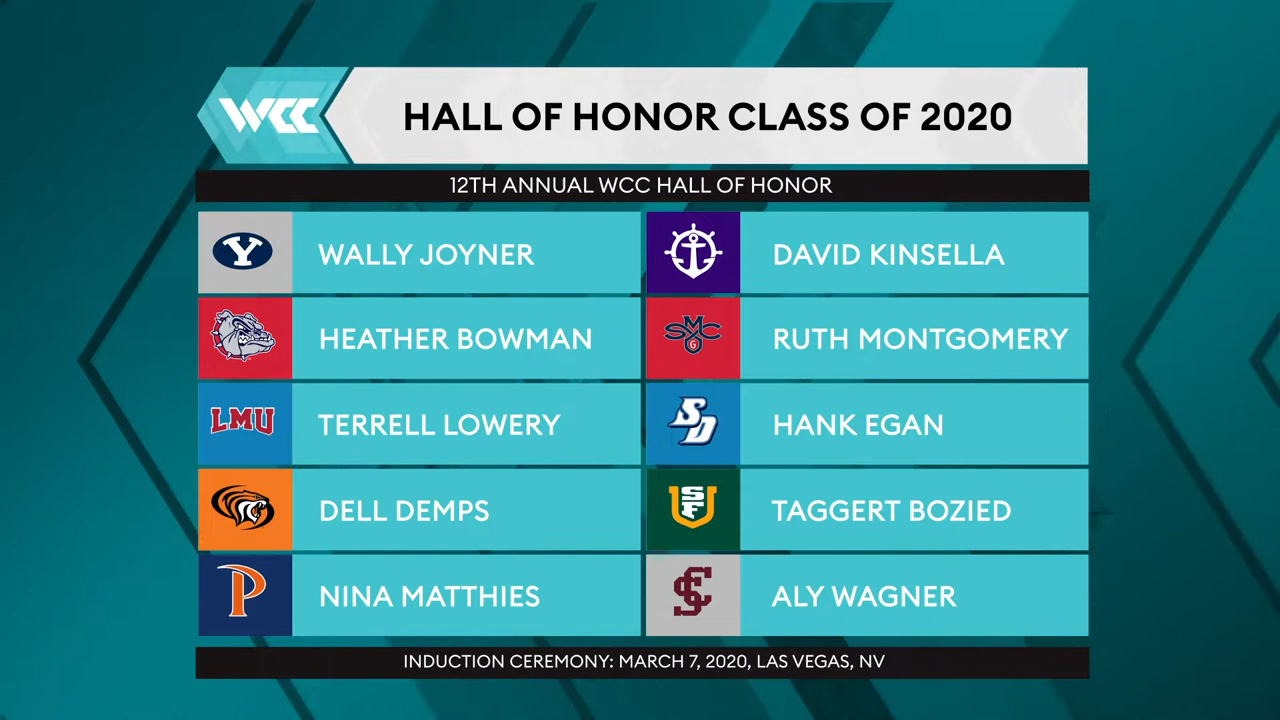 WCC
HALL OF HONOR CLASS OF 2020
12TH ANNUAL WCC HALL OF HONOR
Y WALLY JOYNER
DAVID KINSELLA
HEATHER BOWMAN
SMC G RUTH MONTGOMERY
LMU TERRELL LOWERY
SD HANK EGAN
DELL DEMPS
USF TAGGERT BOZIED
P NINA MATTHIES
SC ALY WAGNER
INDUCTION CEREMONY: MARCH 7, 2020, LAS VEGAS, NV